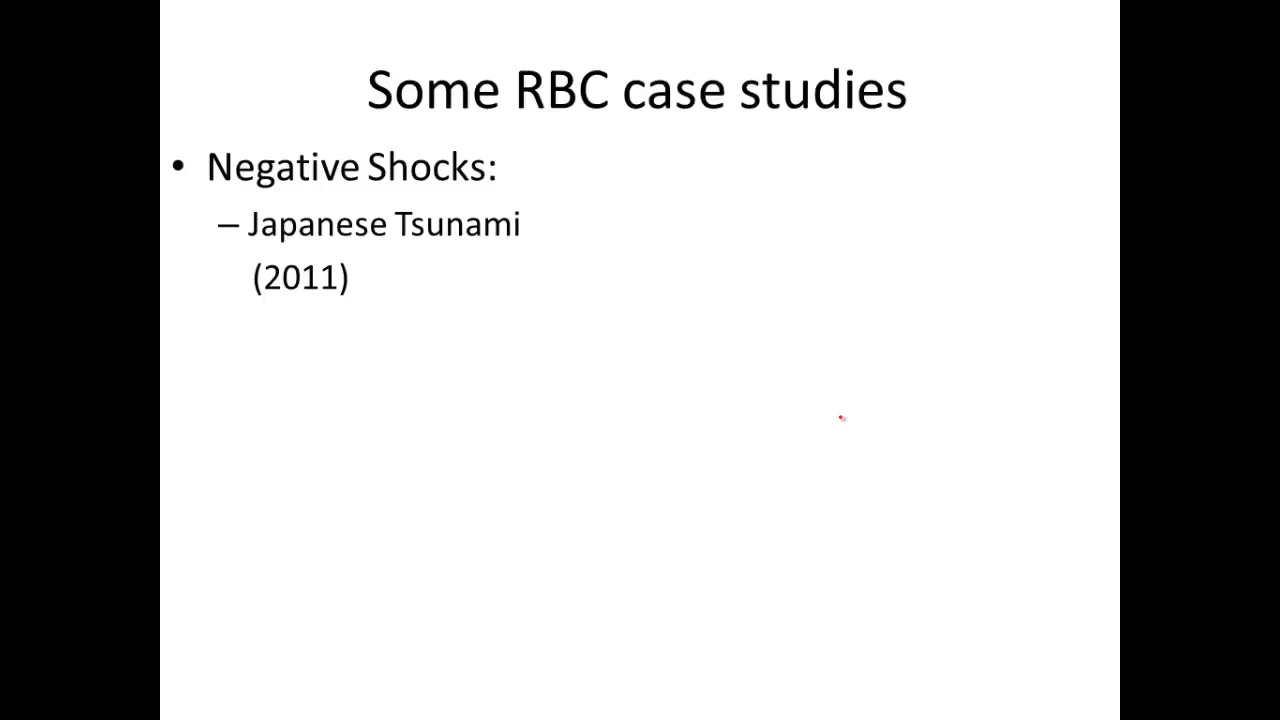 Some RBC case studies
• Negative Shocks:
– Japanese Tsunami
(2011)